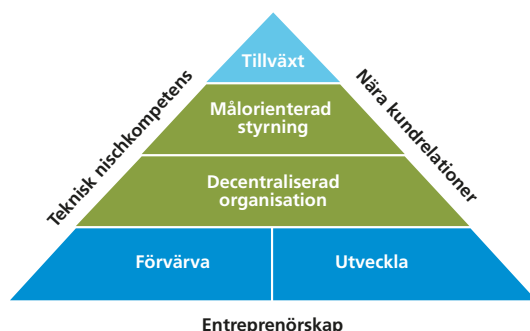 Tillväxt
Målorienterad
styrning
Decentraliserad
organisation
Förvärva
Utveckla
Teknisk nischkompetens
Nära kundrelationer
Entreprenörskap